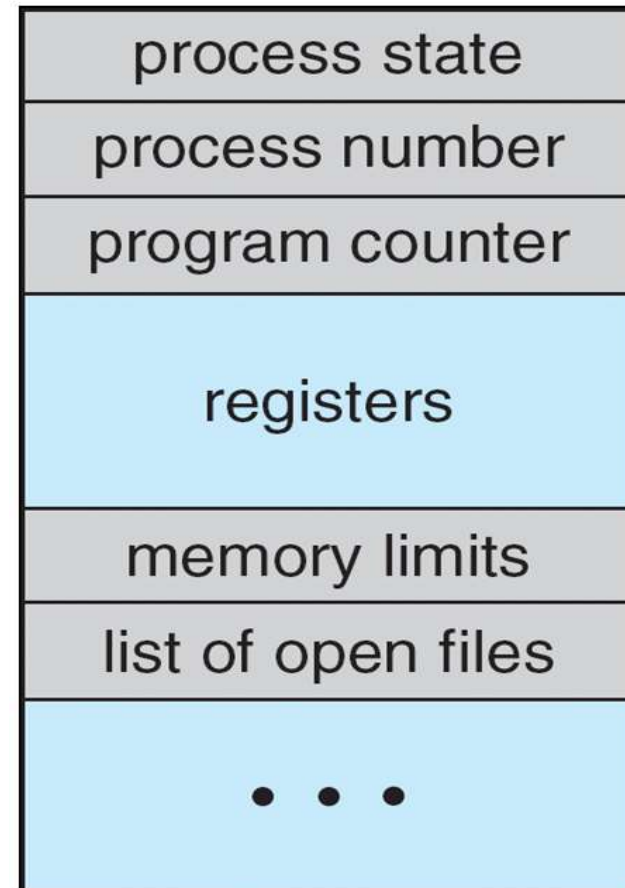 process state
process number
program counter
registers
memory limits
list of open files
• • •